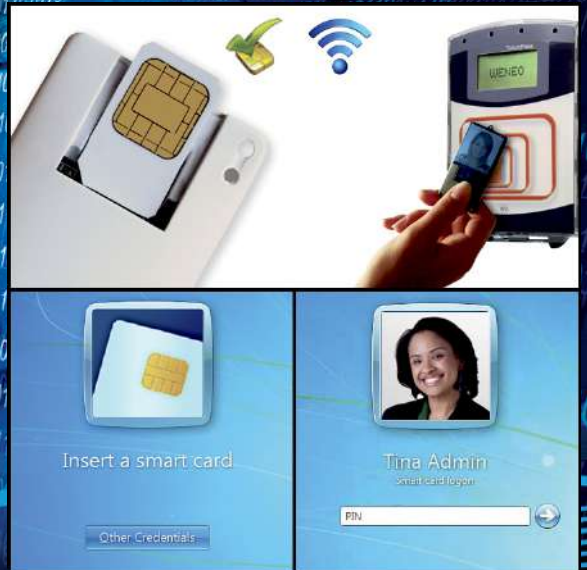 WENEO
Insert a smart card
Other Credentials
Tina Admin
Smart card logon
PIN